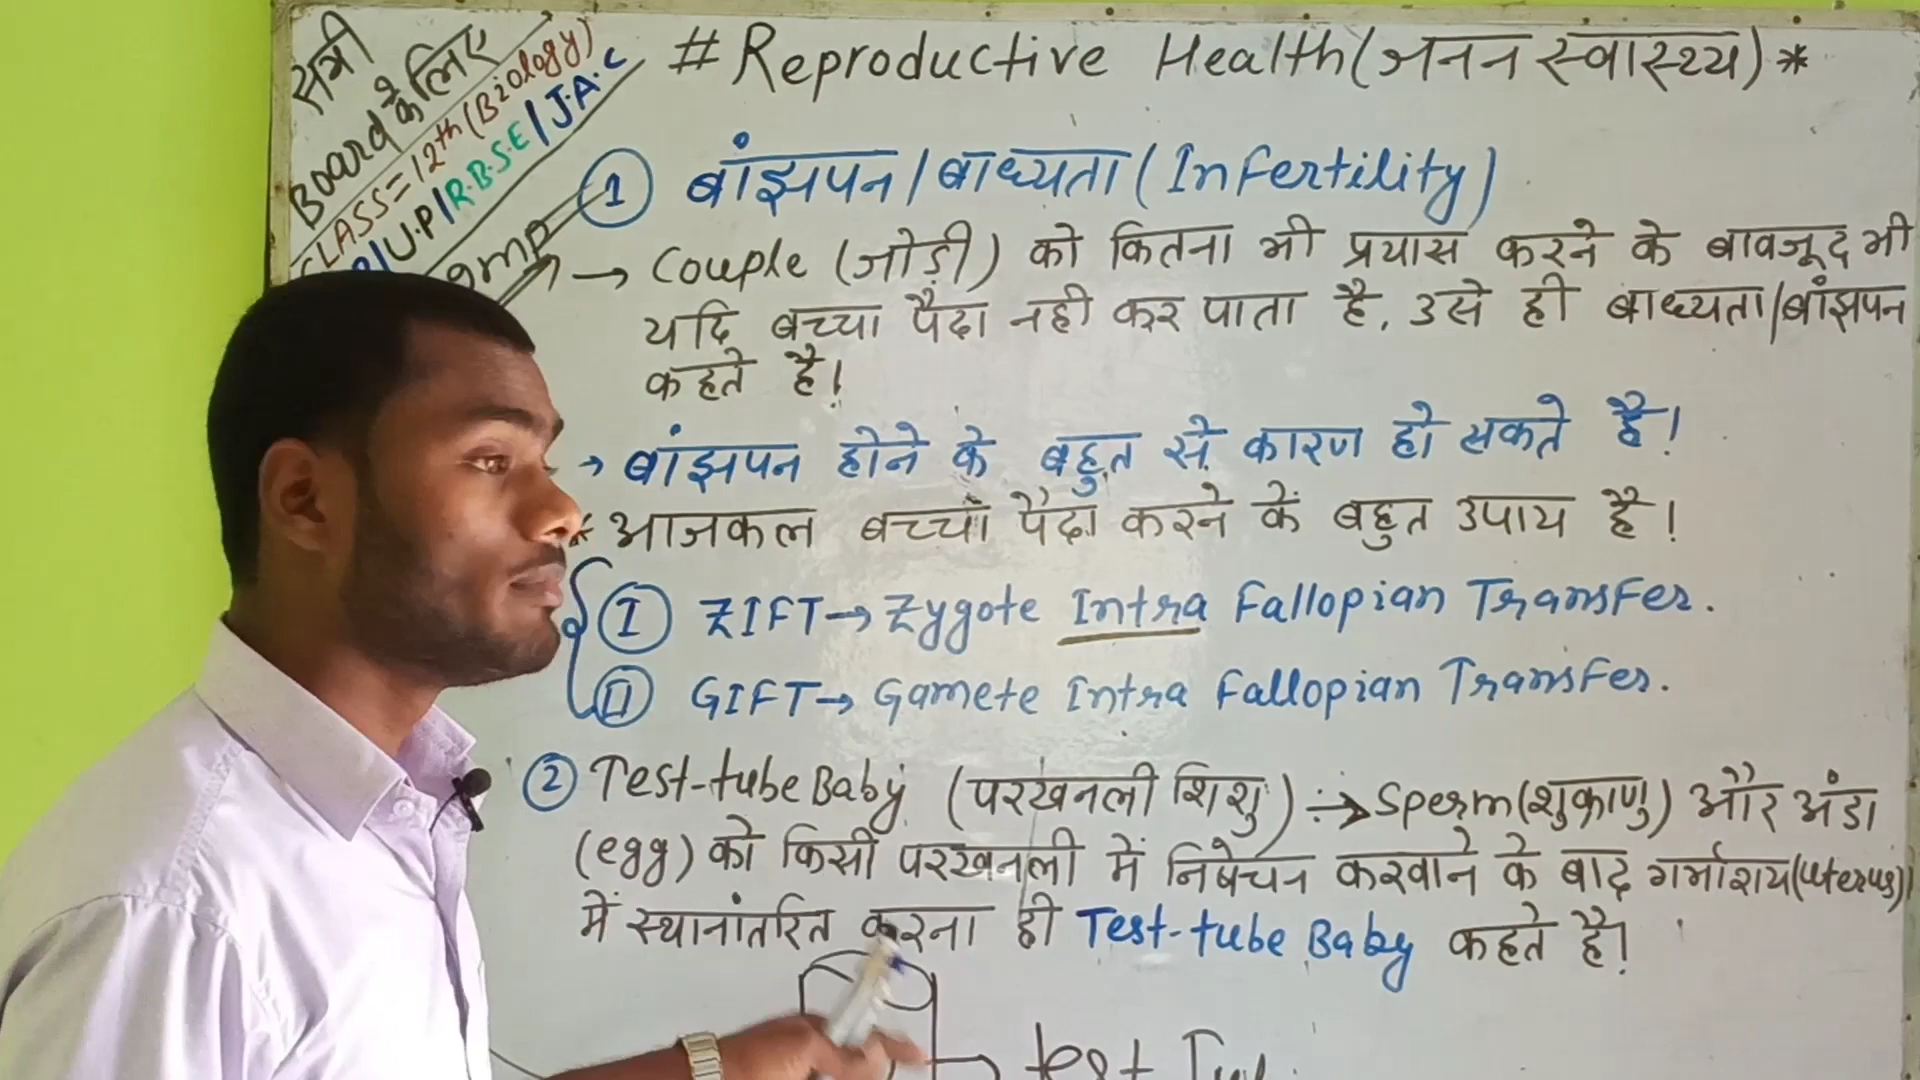 सभी
Board के लिए
CLASS = 12th (Biology)
/U.P/R.B.S.E/J.A.C
# Reproductive Health (जनन स्वास्थ्य) *
① बांझपन/बाध्यता (Infertility)
→ Couple (जोड़ी) को कितना भी प्रयास करने के बावजूद भी
यदि बच्चा पैदा नही कर पाता है, उसे ही बाध्यता/बांझपन
कहते है!
→ बांझपन होने के बहुत से कारण हो सकते है!
* आजकल बच्चों पैदा करने के बहुत उपाय है!
Ⅰ ZIFT → Zygote Intra Fallopian Transfer.
Ⅱ GIFT → Gamete Intra Fallopian Transfer.
② Test-tube Baby (परखनली शिशु) ÷→ Sperm (शुक्राणु) और अंडा
(egg) को किसी परखनली में निषेचन करवाने के बाद गर्भाशय (uterus)
में स्थानांतरित करना ही Test-tube Baby कहते है!
test